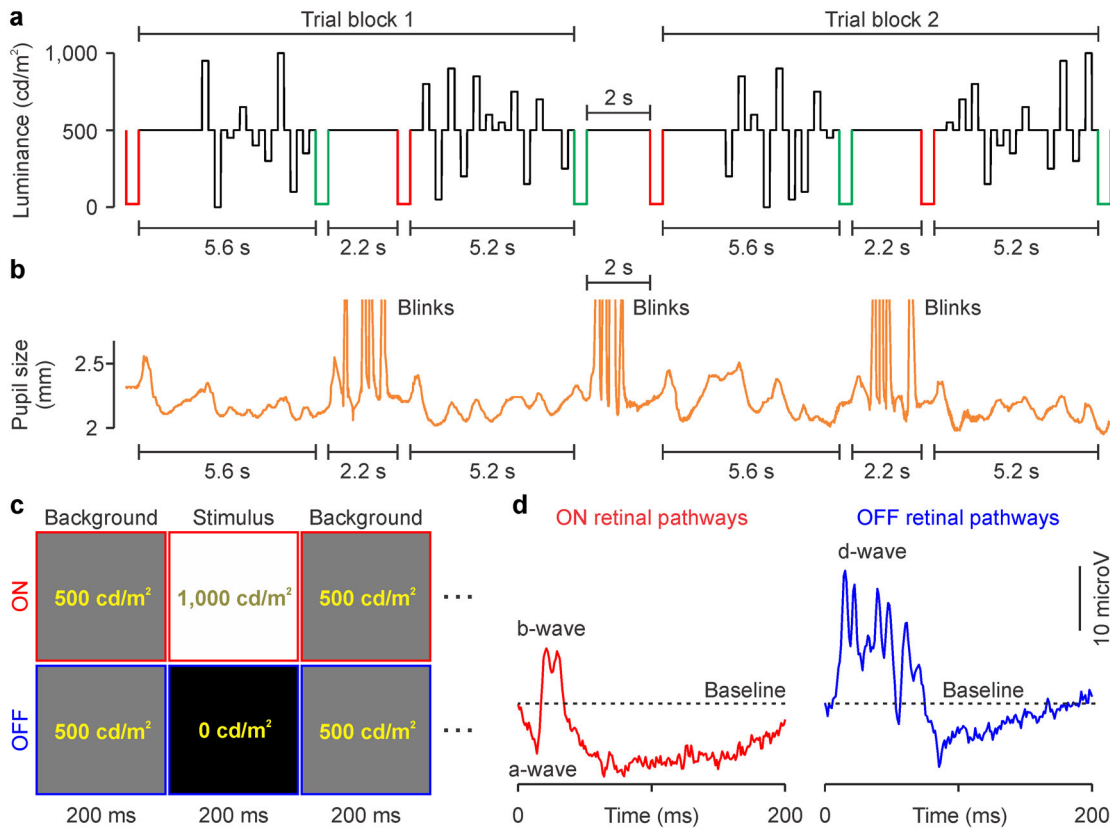 a
Trial block 1
Trial block 2
Luminance (cd/m²)
1,000
500
0
2 s
5.6 s
2.2 s
5.2 s
5.6 s
2.2 s
5.2 s
b
2 s
Blinks
Blinks
Blinks
Pupil size
(mm)
2.5
2
5.6 s
2.2 s
5.2 s
5.6 s
2.2 s
5.2 s
c
Background
Stimulus
Background
ON
500 cd/m²
1,000 cd/m²
500 cd/m²
...
OFF
500 cd/m²
0 cd/m²
500 cd/m²
...
200 ms
200 ms
200 ms
d
ON retinal pathways
OFF retinal pathways
b-wave
Baseline
a-wave
d-wave
Baseline
10 microV
0
Time (ms)
200
0
Time (ms)
200